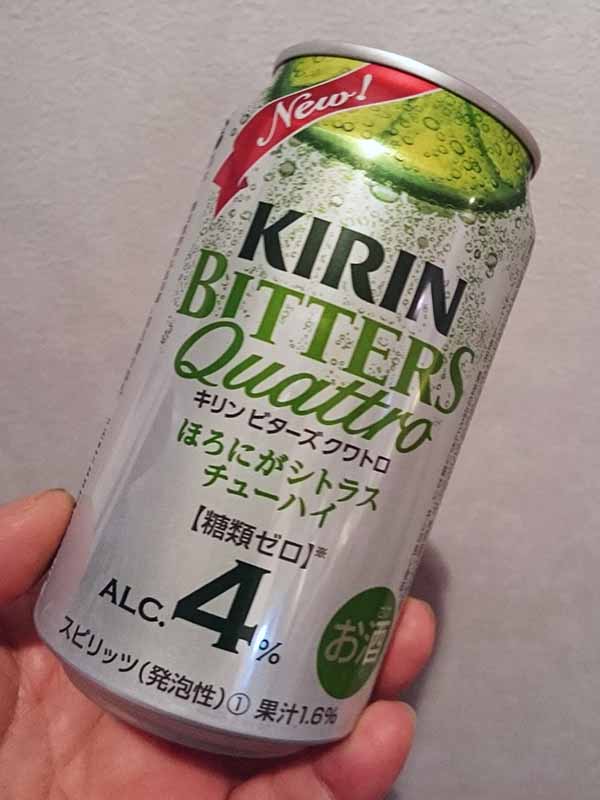 New!
KIRIN
BITTERS
Quattro
キリン ビターズ クワトロ
ほろにがシトラス
チューハイ
【糖類ゼロ】※
ALC. 4%
お酒
スピリッツ(発泡性)① 果汁1.6%